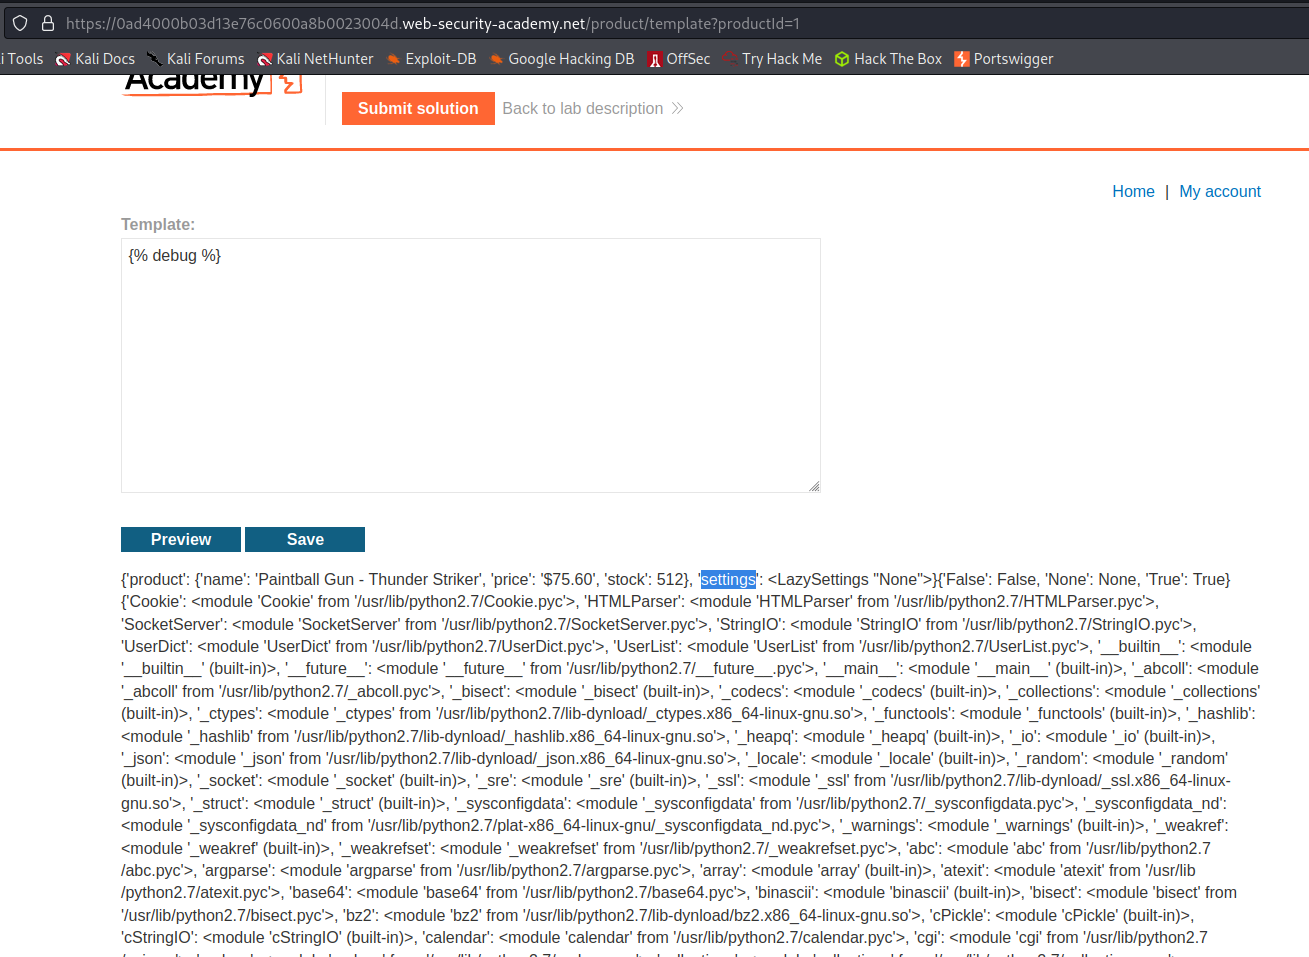 https://0ad4000b03d13e76c0600a8b0023004d.web-security-academy.net/product/template?productId=1
i Tools Kali Docs Kali Forums Kali NetHunter Exploit-DB Google Hacking DB OffSec Try Hack Me Hack The Box Portswigger
Academy
Submit solution Back to lab description
Home | My account
Template:
{% debug %}
Preview Save
{'product': {'name': 'Paintball Gun - Thunder Striker', 'price': '$75.60', 'stock': 512}, 'settings': <LazySettings "None">}{'False': False, 'None': None, 'True': True}
{'Cookie': <module 'Cookie' from '/usr/lib/python2.7/Cookie.pyc'>, 'HTMLParser': <module 'HTMLParser' from '/usr/lib/python2.7/HTMLParser.pyc'>,
'SocketServer': <module 'SocketServer' from '/usr/lib/python2.7/SocketServer.pyc'>, 'StringIO': <module 'StringIO' from '/usr/lib/python2.7/StringIO.pyc'>,
'UserDict': <module 'UserDict' from '/usr/lib/python2.7/UserDict.pyc'>, 'UserList': <module 'UserList' from '/usr/lib/python2.7/UserList.pyc'>, '__builtin__': <module
'__builtin__' (built-in)>, '__future__': <module '__future__' from '/usr/lib/python2.7/__future__.pyc'>, '__main__': <module '__main__' (built-in)>, '_abcoll': <module
'_abcoll' from '/usr/lib/python2.7/_abcoll.pyc'>, '_bisect': <module '_bisect' (built-in)>, '_codecs': <module '_codecs' (built-in)>, '_collections': <module '_collections'
(built-in)>, '_ctypes': <module '_ctypes' from '/usr/lib/python2.7/lib-dynload/_ctypes.x86_64-linux-gnu.so'>, '_functools': <module '_functools' (built-in)>, '_hashlib':
<module '_hashlib' from '/usr/lib/python2.7/lib-dynload/_hashlib.x86_64-linux-gnu.so'>, '_heapq': <module '_heapq' (built-in)>, '_io': <module '_io' (built-in)>,
'_json': <module '_json' from '/usr/lib/python2.7/lib-dynload/_json.x86_64-linux-gnu.so'>, '_locale': <module '_locale' (built-in)>, '_random': <module '_random'
(built-in)>, '_socket': <module '_socket' (built-in)>, '_sre': <module '_sre' (built-in)>, '_ssl': <module '_ssl' from '/usr/lib/python2.7/lib-dynload/_ssl.x86_64-linux-
gnu.so'>, '_struct': <module '_struct' (built-in)>, '_sysconfigdata': <module '_sysconfigdata' from '/usr/lib/python2.7/_sysconfigdata.pyc'>, '_sysconfigdata_nd':
<module '_sysconfigdata_nd' from '/usr/lib/python2.7/plat-x86_64-linux-gnu/_sysconfigdata_nd.pyc'>, '_warnings': <module '_warnings' (built-in)>, '_weakref':
<module '_weakref' (built-in)>, '_weakrefset': <module '_weakrefset' from '/usr/lib/python2.7/_weakrefset.pyc'>, 'abc': <module 'abc' from '/usr/lib/python2.7
/abc.pyc'>, 'argparse': <module 'argparse' from '/usr/lib/python2.7/argparse.pyc'>, 'array': <module 'array' (built-in)>, 'atexit': <module 'atexit' from '/usr/lib
/python2.7/atexit.pyc'>, 'base64': <module 'base64' from '/usr/lib/python2.7/base64.pyc'>, 'binascii': <module 'binascii' (built-in)>, 'bisect': <module 'bisect' from
'/usr/lib/python2.7/bisect.pyc'>, 'bz2': <module 'bz2' from '/usr/lib/python2.7/lib-dynload/bz2.x86_64-linux-gnu.so'>, 'cPickle': <module 'cPickle' (built-in)>,
'cStringIO': <module 'cStringIO' (built-in)>, 'calendar': <module 'calendar' from '/usr/lib/python2.7/calendar.pyc'>, 'cgi': <module 'cgi' from '/usr/lib/python2.7